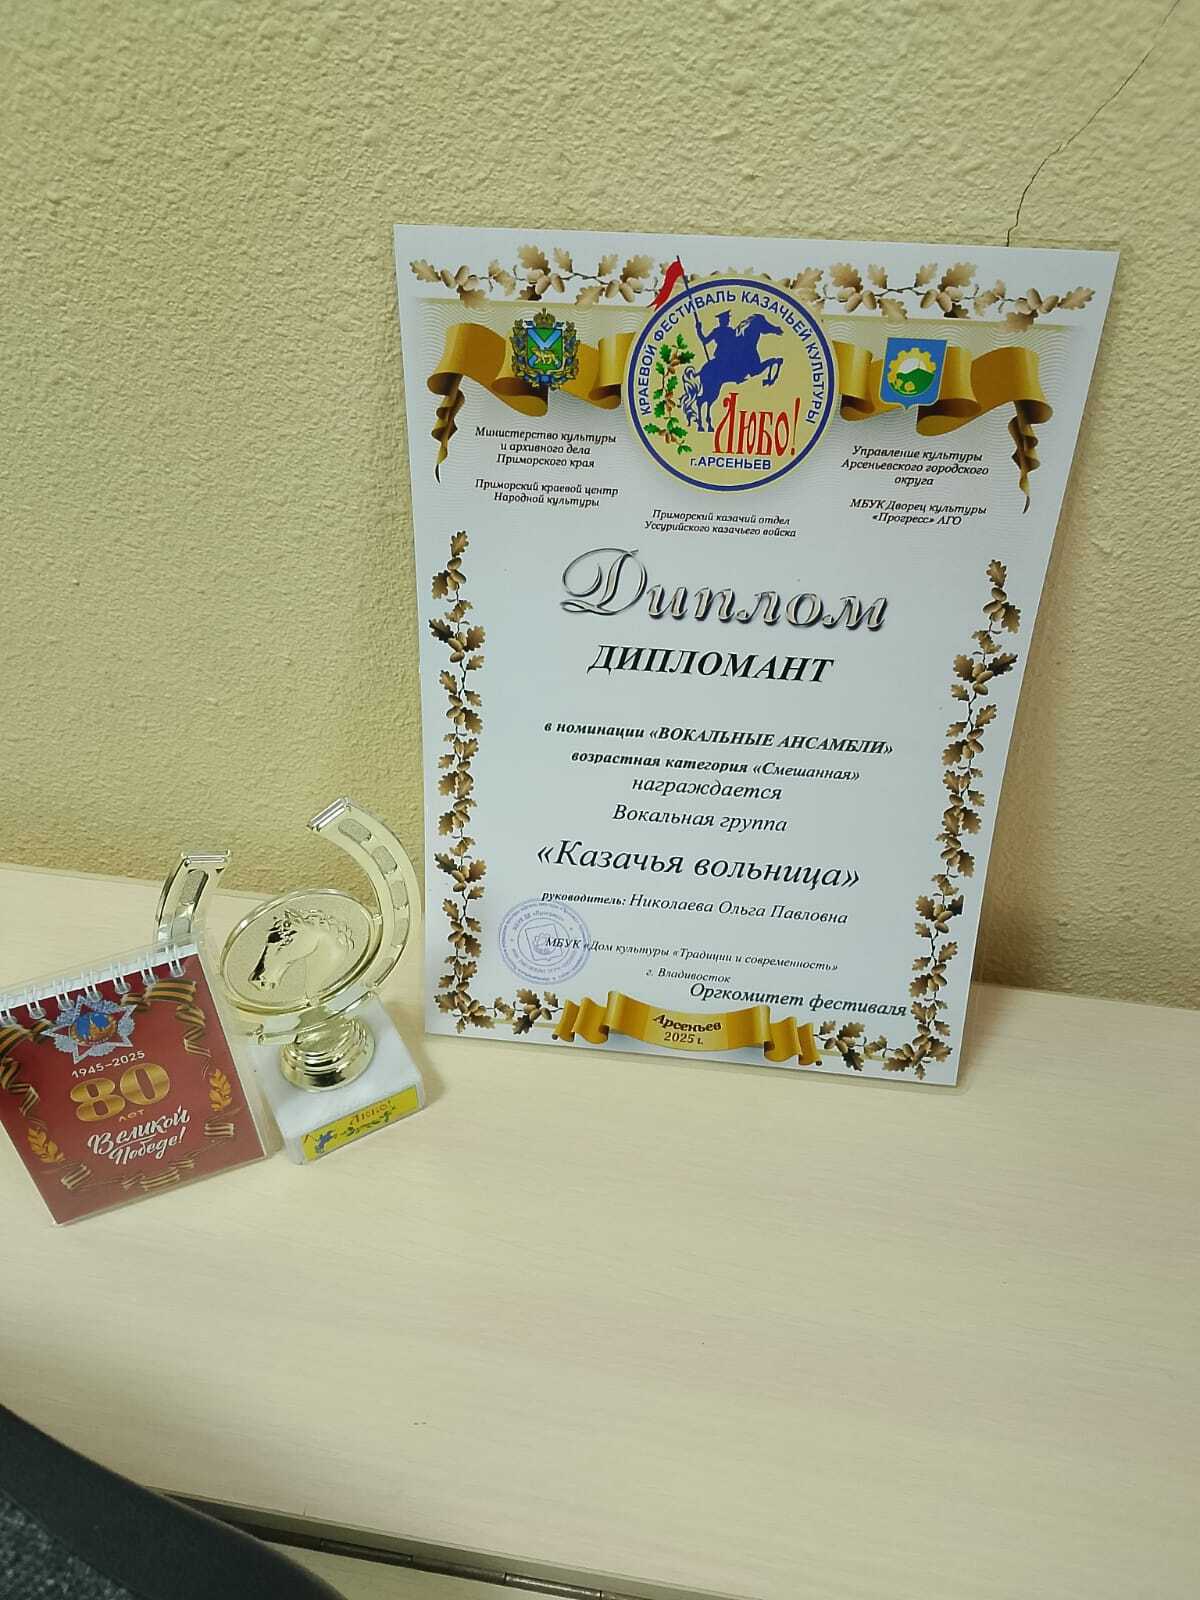 КРАЕВОЙ ФЕСТИВАЛЬ КАЗАЧЬЕЙ КУЛЬТУРЫ
Любо!
г.АРСЕНЬЕВ
Министерство культуры
и архивного дела
Приморского края
Приморский краевой центр
Народной культуры
Управление культуры
Арсеньевского городского
округа
МБУК Дворец культуры
«Прогресс» АГО
Приморский казачий отдел
Уссурийского казачьего войска
Диплом
ДИПЛОМАНТ
в номинации «ВОКАЛЬНЫЕ АНСАМБЛИ»
возрастная категория «Смешанная»
награждается
Вокальная группа
«Казачья вольница»
руководитель: Николаева Ольга Павловна
МБУК «Дом культуры «Традиции и современность»
г. Владивосток
Оргкомитет фестиваля
Арсеньев
2025 г.
1945-2025
80
лет
Великой
Победе!
Любо!